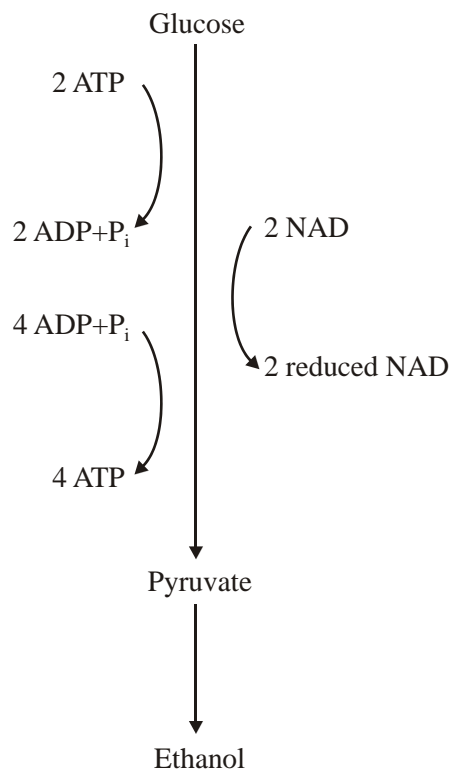 Glucose
2 ATP
2 ADP+Pi
2 NAD
4 ADP+Pi
2 reduced NAD
4 ATP
Pyruvate
Ethanol